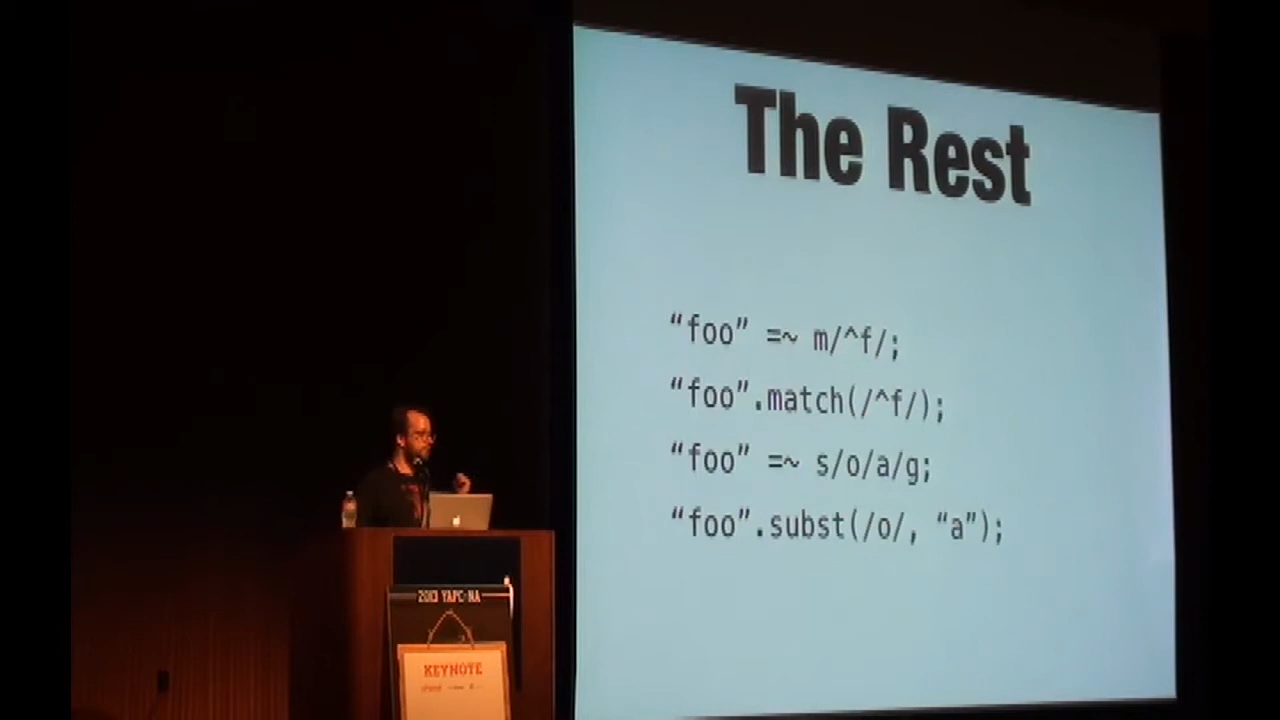 The Rest
“foo” =~ m/^f/;
“foo”.match(/^f/);
“foo” =~ s/o/a/g;
“foo”.subst(/o/, “a”);
2013 YAPC::NA
KEYNOTE